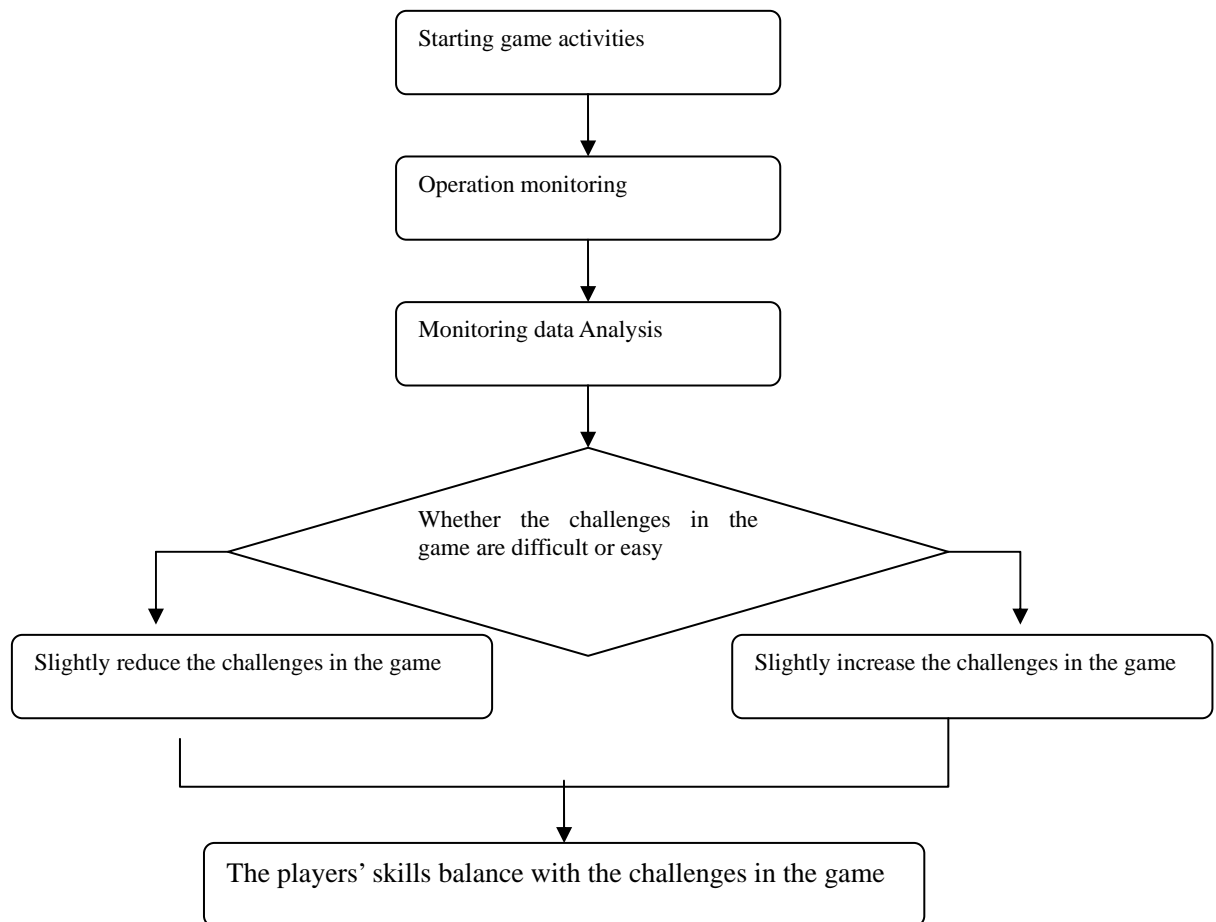 Starting game activities
Operation monitoring
Monitoring data Analysis
Whether the challenges in the
game are difficult or easy
Slightly reduce the challenges in the game
Slightly increase the challenges in the game
The players’ skills balance with the challenges in the game